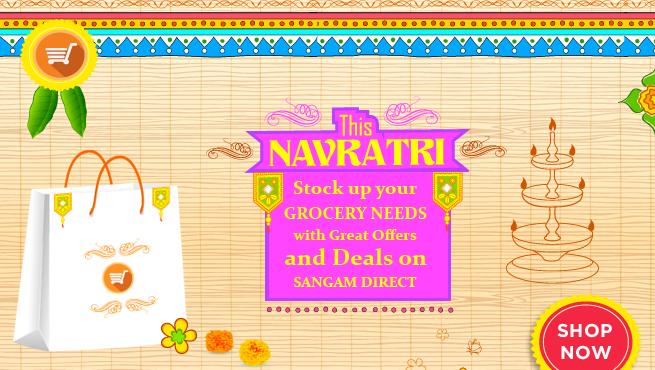 This
NAVRATRI
Stock up your
GROCERY NEEDS
with Great Offers
and Deals on
SANGAM DIRECT
SHOP
NOW